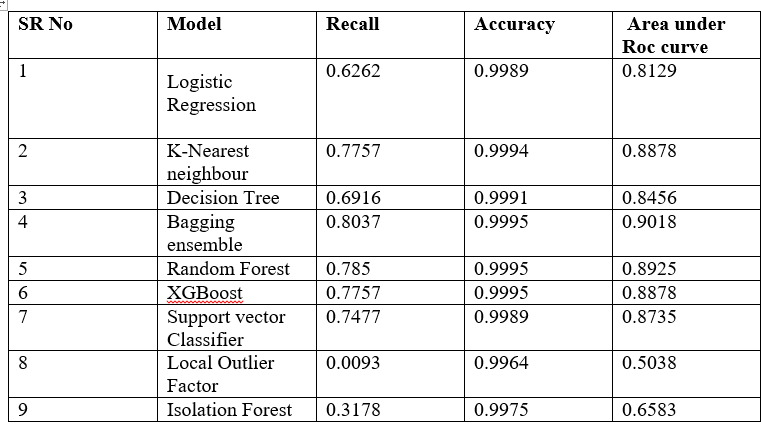 SR No Model Recall Accuracy Area under
Roc curve
1 Logistic 0.6262 0.9989 0.8129
Regression
2 K-Nearest 0.7757 0.9994 0.8878
neighbour
3 Decision Tree 0.6916 0.9991 0.8456
4 Bagging 0.8037 0.9995 0.9018
ensemble
5 Random Forest 0.785 0.9995 0.8925
6 XGBoost 0.7757 0.9995 0.8878
7 Support vector 0.7477 0.9989 0.8735
Classifier
8 Local Outlier 0.0093 0.9964 0.5038
Factor
9 Isolation Forest 0.3178 0.9975 0.6583